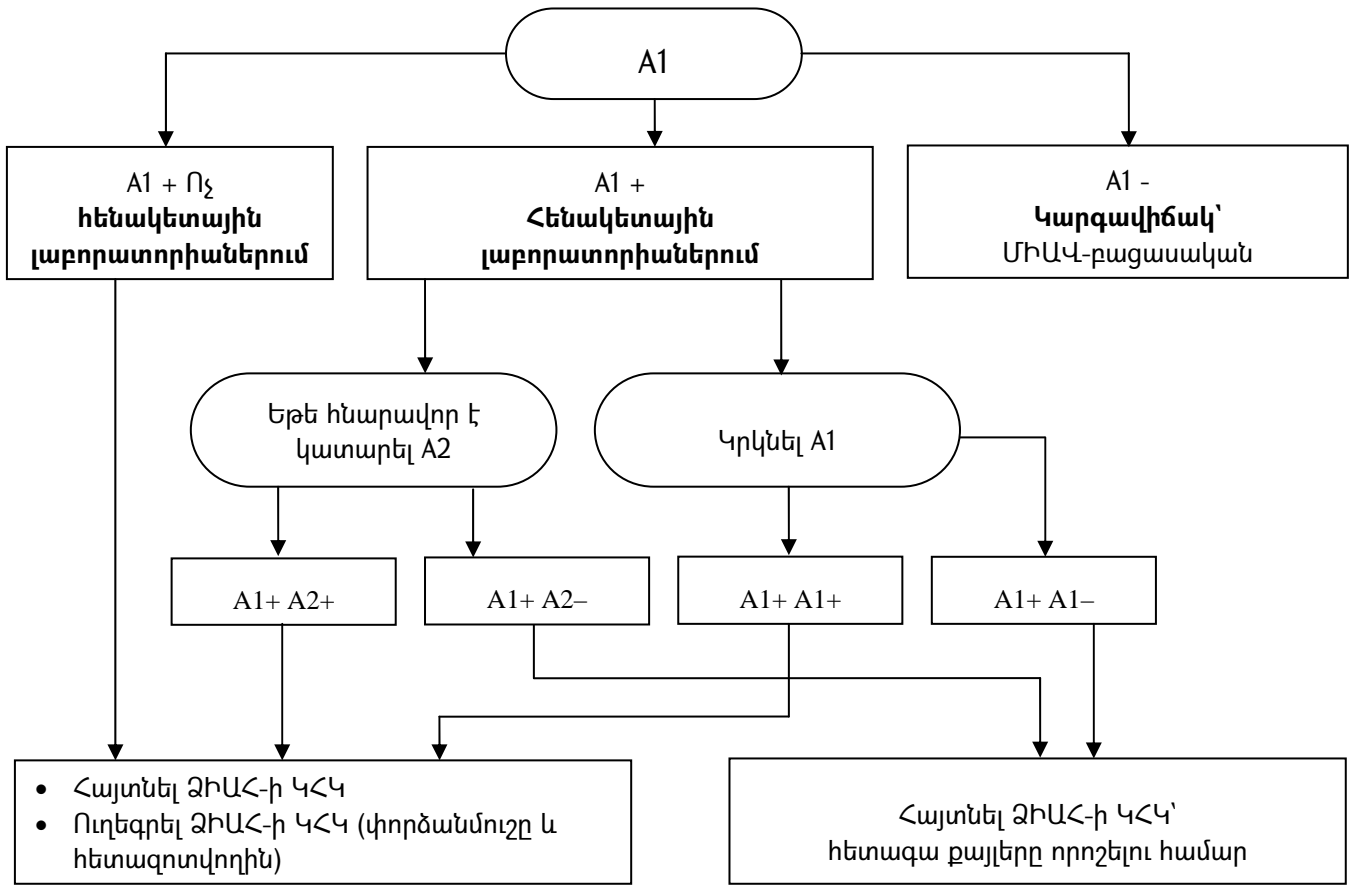 A1
A1 + Ոչ
հենակետային
լաբորատորիաներում
A1 +
Հենակետային
լաբորատորիաներում
A1 -
Կարգավիճակ՝
ՄԻԱՎ-բացասական
Եթե հնարավոր է
կատարել A2
Կրկնել A1
A1+ A2+
A1+ A2–
A1+ A1+
A1+ A1–
• Հայտնել ՁԻԱՀ-ի ԿՀԿ
• Ուղեգրել ՁԻԱՀ-ի ԿՀԿ (փորձանմուշը և
հետազոտվողին)
Հայտնել ՁԻԱՀ-ի ԿՀԿ՝
հետագա քայլերը որոշելու համար